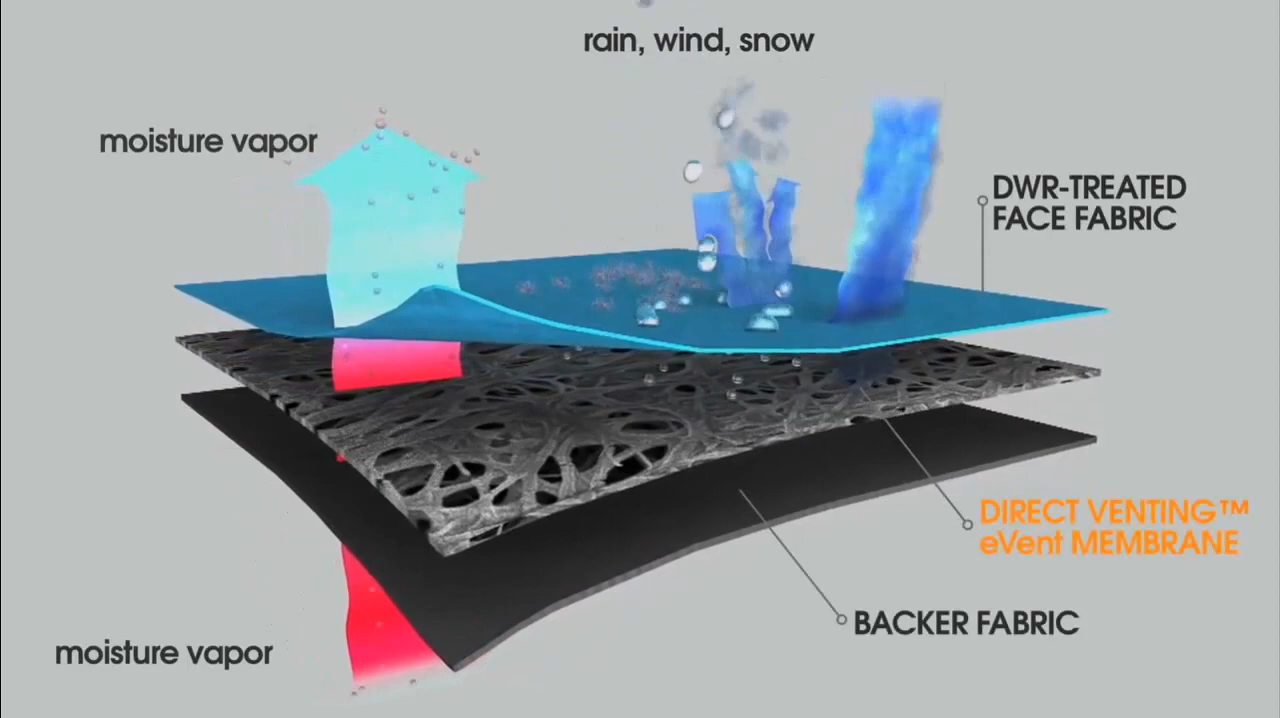 rain, wind, snow
moisture vapor
DWR-TREATED
FACE FABRIC
DIRECT VENTING™
eVent MEMBRANE
BACKER FABRIC
moisture vapor